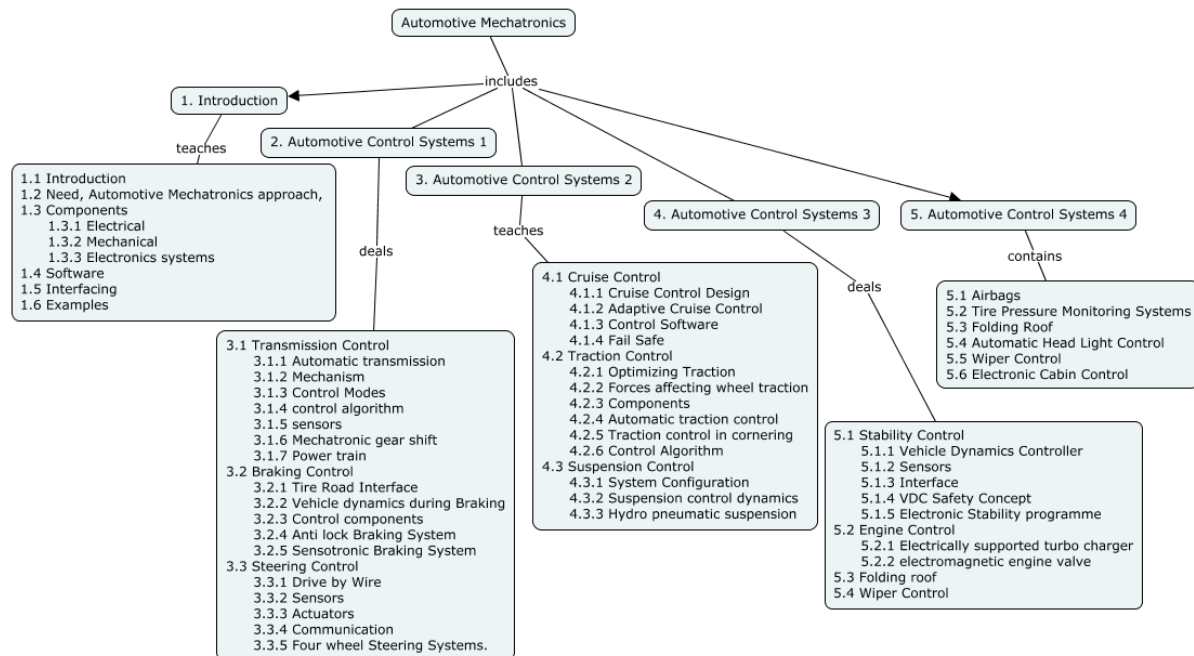 Automotive Mechatronics
includes
1. Introduction
teaches
1.1 Introduction
1.2 Need, Automotive Mechatronics approach,
1.3 Components
1.3.1 Electrical
1.3.2 Mechanical
1.3.3 Electronics systems
1.4 Software
1.5 Interfacing
1.6 Examples
2. Automotive Control Systems 1
deals
3.1 Transmission Control
3.1.1 Automatic transmission
3.1.2 Mechanism
3.1.3 Control Modes
3.1.4 control algorithm
3.1.5 sensors
3.1.6 Mechatronic gear shift
3.1.7 Power train
3.2 Braking Control
3.2.1 Tire Road Interface
3.2.2 Vehicle dynamics during Braking
3.2.3 Control components
3.2.4 Anti lock Braking System
3.2.5 Sensotronic Braking System
3.3 Steering Control
3.3.1 Drive by Wire
3.3.2 Sensors
3.3.3 Actuators
3.3.4 Communication
3.3.5 Four wheel Steering Systems.
3. Automotive Control Systems 2
teaches
4.1 Cruise Control
4.1.1 Cruise Control Design
4.1.2 Adaptive Cruise Control
4.1.3 Control Software
4.1.4 Fail Safe
4.2 Traction Control
4.2.1 Optimizing Traction
4.2.2 Forces affecting wheel traction
4.2.3 Components
4.2.4 Automatic traction control
4.2.5 Traction control in cornering
4.2.6 Control Algorithm
4.3 Suspension Control
4.3.1 System Configuration
4.3.2 Suspension control dynamics
4.3.3 Hydro pneumatic suspension
4. Automotive Control Systems 3
deals
5.1 Stability Control
5.1.1 Vehicle Dynamics Controller
5.1.2 Sensors
5.1.3 Interface
5.1.4 VDC Safety Concept
5.1.5 Electronic Stability programme
5.2 Engine Control
5.2.1 Electrically supported turbo charger
5.2.2 electromagnetic engine valve
5.3 Folding roof
5.4 Wiper Control
5. Automotive Control Systems 4
contains
5.1 Airbags
5.2 Tire Pressure Monitoring Systems
5.3 Folding Roof
5.4 Automatic Head Light Control
5.5 Wiper Control
5.6 Electronic Cabin Control